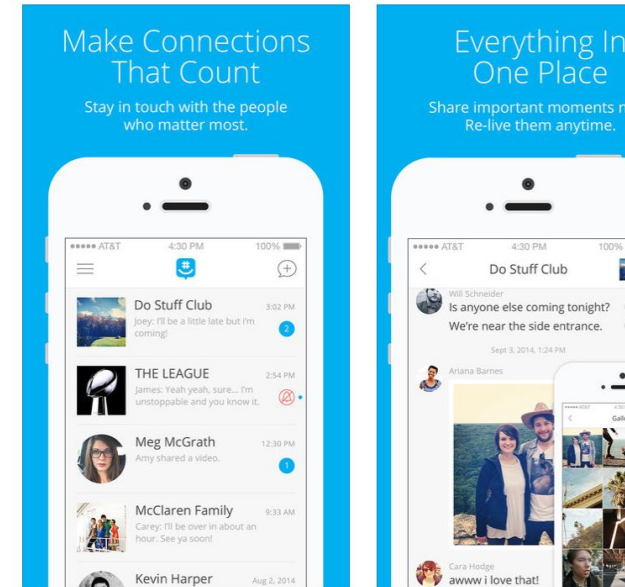 Make Connections
That Count
Stay in touch with the people
who matter most.
AT&T 4:30 PM 100%
Do Stuff Club 3:02 PM
Joey: I'll be a little late but I'm
coming!
2
THE LEAGUE 2:54 PM
James: Yeah yeah, sure... I'm
unstoppable and you know it.
Meg McGrath 12:30 PM
Amy shared a video.
1
McClaren Family 9:33 AM
Carey: I'll be over in about an
hour. See ya soon!
Kevin Harper Aug 2, 2014
Everything In
One Place
Share important moments
Re-live them anytime.
AT&T 4:30 PM 100%
Do Stuff Club
Will Schneider
Is anyone else coming tonight?
We're near the side entrance.
Sept 3, 2014, 1:24 PM
Ariana Barnes
Cara Hodge
awww i love that!